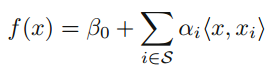 f(x) = β₀ + ∑_{i∈𝒮} αᵢ⟨x, xᵢ⟩